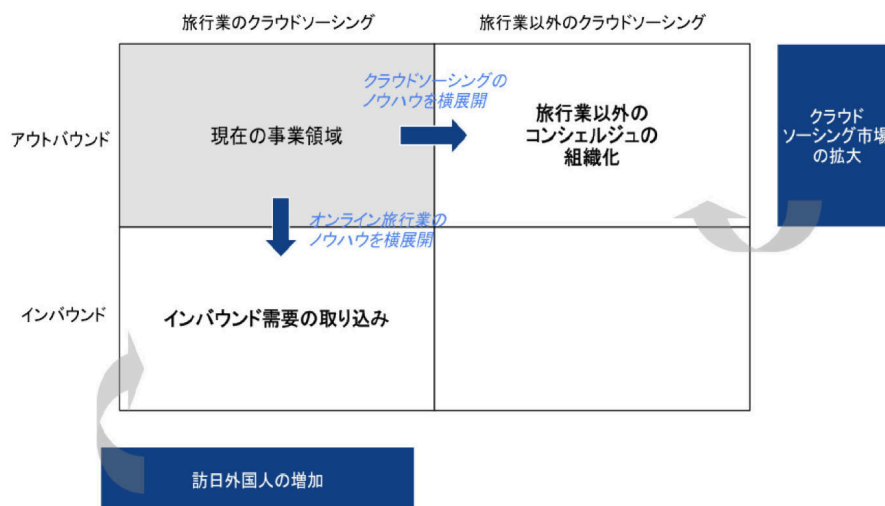 旅行業のクラウドソーシング
旅行業以外のクラウドソーシング
クラウドソーシングの
ノウハウを横展開
アウトバウンド
現在の事業領域
旅行業以外の
コンシェルジュの
組織化
クラウド
ソーシング市場
の拡大
オンライン旅行業の
ノウハウを横展開
インバウンド
インバウンド需要の取り込み
訪日外国人の増加